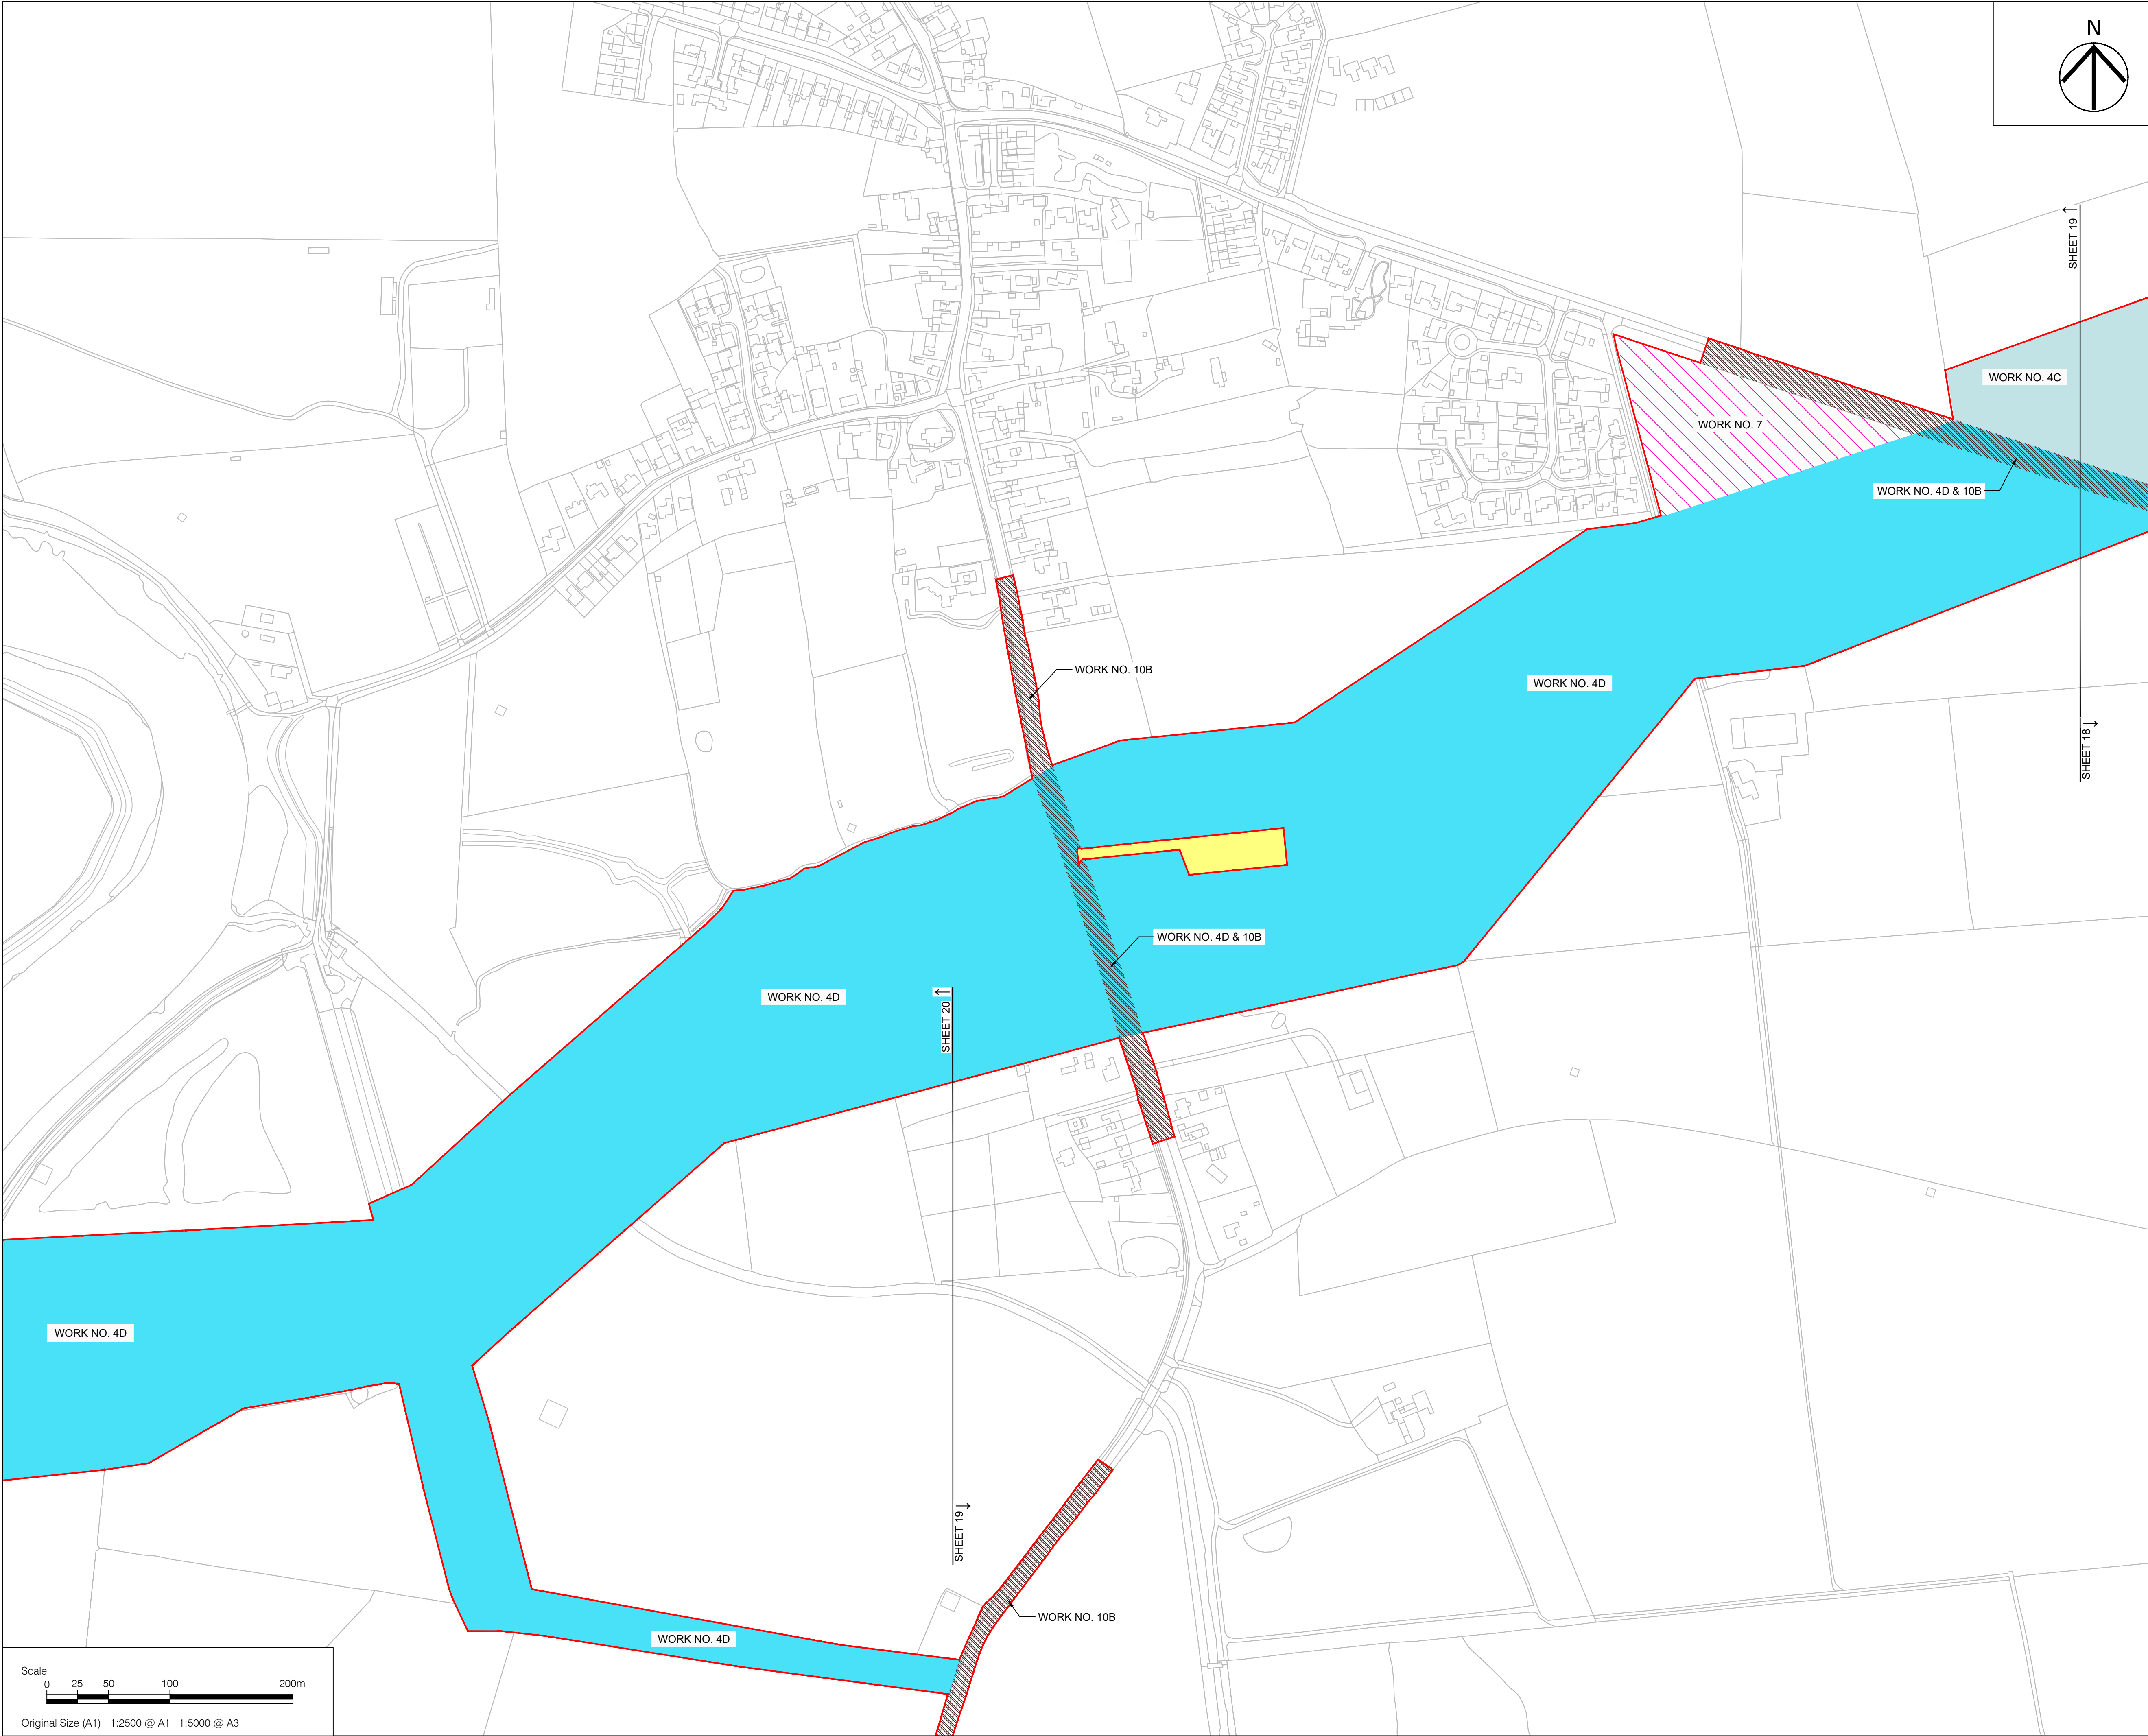 N
SHEET 19
WORK NO. 4C
WORK NO. 7
WORK NO. 4D & 10B
WORK NO. 10B
WORK NO. 4D
SHEET 18
WORK NO. 4D & 10B
WORK NO. 4D
SHEET 20
WORK NO. 4D
SHEET 19
WORK NO. 10B
WORK NO. 4D
Scale
0 25 50 100 200m
Original Size (A1) 1:2500 @ A1 1:5000 @ A3